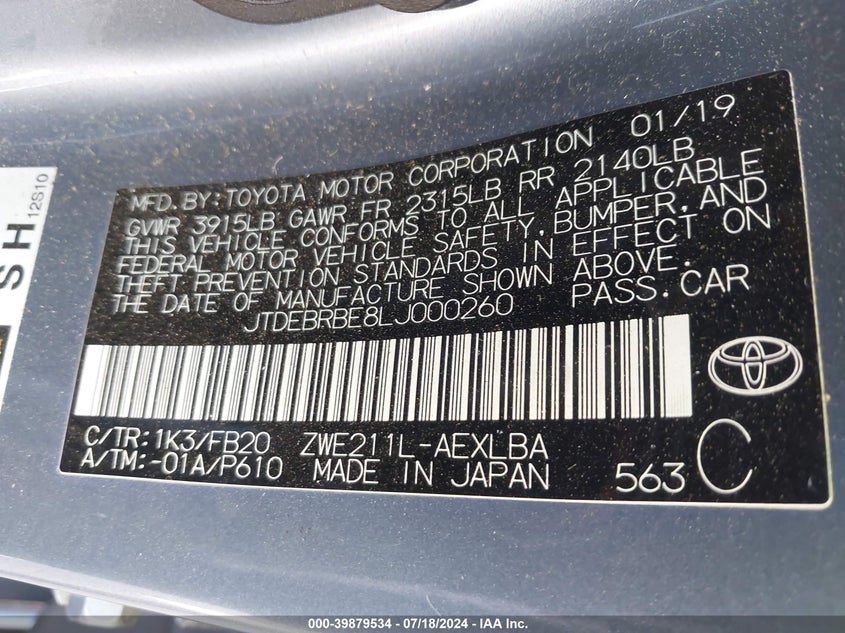 MFD.BY:TOYOTA MOTOR CORPORATION 01/19
GVWR 3915LB GAWR FR 2315LB RR 2140LB
THIS VEHICLE CONFORMS TO ALL APPLICABLE
FEDERAL MOTOR VEHICLE SAFETY,BUMPER,AND
THEFT PREVENTION STANDARDS IN EFFECT ON
THE DATE OF MANUFACTURE SHOWN ABOVE.
JTDEBRBE8LJ000260 PASS.CAR
C/TR:1K3/FB20 ZWE211L-AEXLBA
A/TM:-01A/P610 MADE IN JAPAN 563 C
SH
12S10
000-39879534 / 07/18/2024 - IAA Inc.